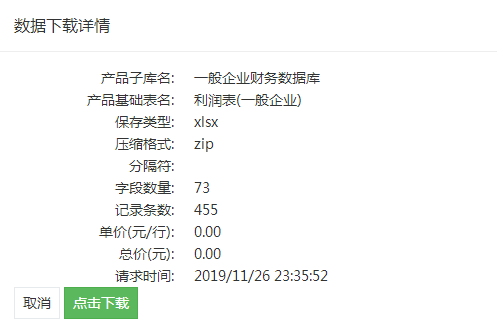 数据下载详情
产品子库名: 一般企业财务数据库
产品基础表名: 利润表(一般企业)
保存类型: xlsx
压缩格式: zip
分隔符:
字段数量: 73
记录条数: 455
单价(元/行): 0.00
总价(元): 0.00
请求时间: 2019/11/26 23:35:52
取消 点击下载